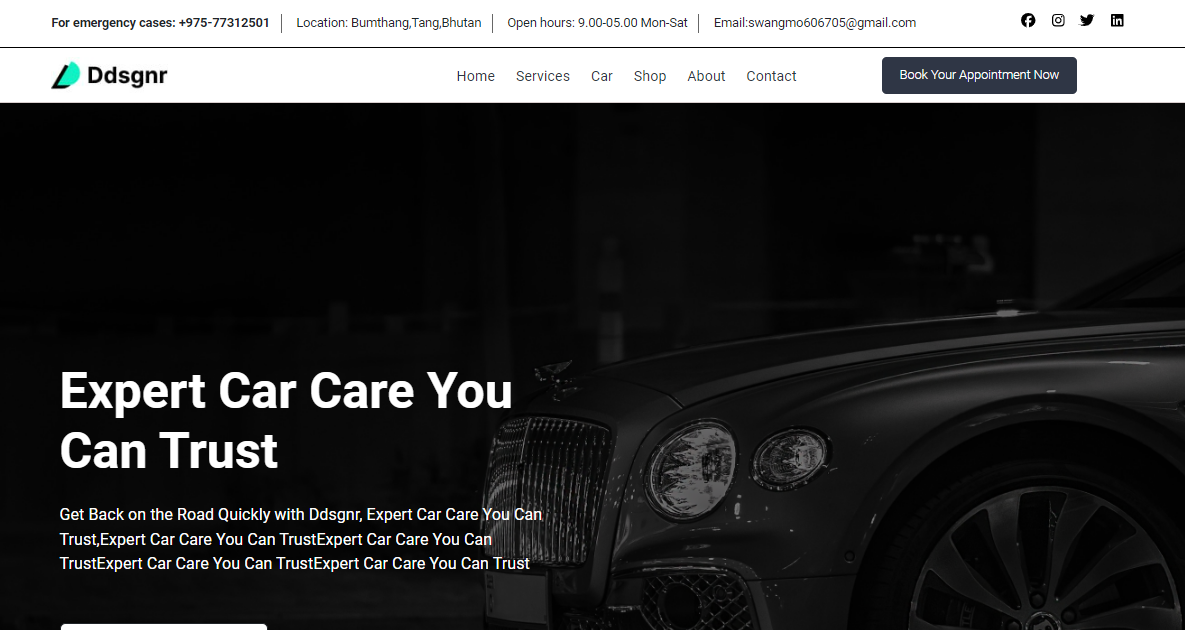 For emergency cases: +975-77312501
Location: Bumthang,Tang,Bhutan
Open hours: 9.00-05.00 Mon-Sat
Email:swangmo606705@gmail.com
Ddsgnr
Home Services Car Shop About Contact
Book Your Appointment Now
Expert Car Care You
Can Trust
Get Back on the Road Quickly with Ddsgnr, Expert Car Care You Can
Trust,Expert Car Care You Can TrustExpert Car Care You Can
TrustExpert Car Care You Can TrustExpert Car Care You Can Trust